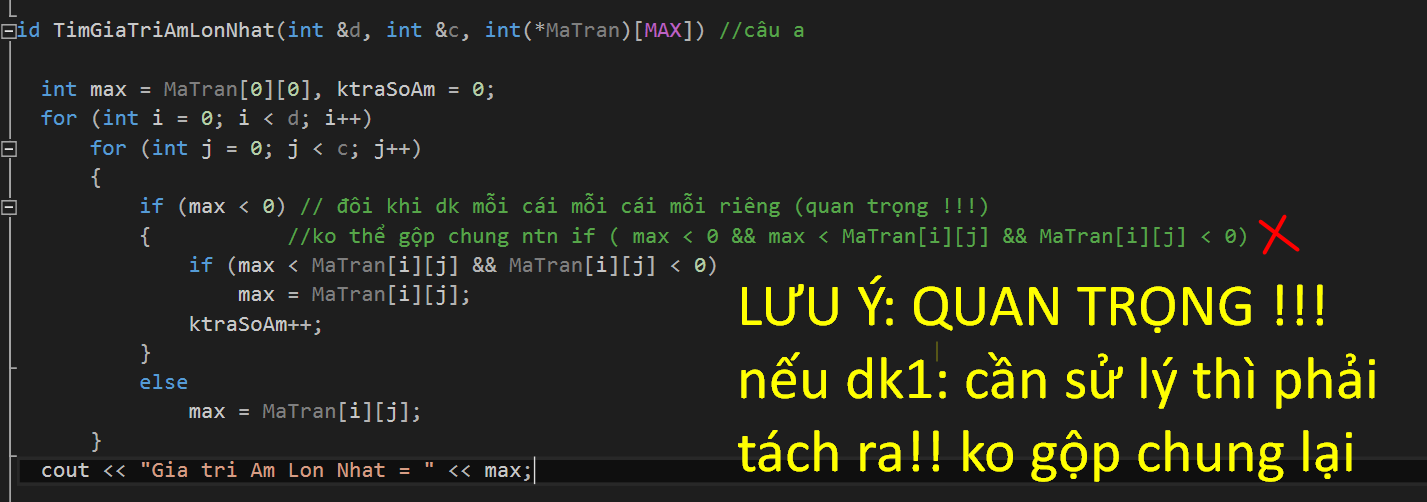 id TimGiaTriAmLonNhat(int &d, int &c, int(*MaTran)[MAX]) //câu a
int max = MaTran[0][0], ktraSoAm = 0;
for (int i = 0; i < d; i++)
for (int j = 0; j < c; j++)
{
if (max < 0) // đôi khi dk mỗi cái mỗi cái mỗi riêng (quan trọng !!!)
{ //ko thể gộp chung ntn if ( max < 0 && max < MaTran[i][j] && MaTran[i][j] < 0)
if (max < MaTran[i][j] && MaTran[i][j] < 0)
max = MaTran[i][j];
ktraSoAm++;
}
else
max = MaTran[i][j];
}
cout << "Gia tri Am Lon Nhat = " << max;
LƯU Ý: QUAN TRỌNG !!!
nếu dk1: cần sử lý thì phải
tách ra!! ko gộp chung lại